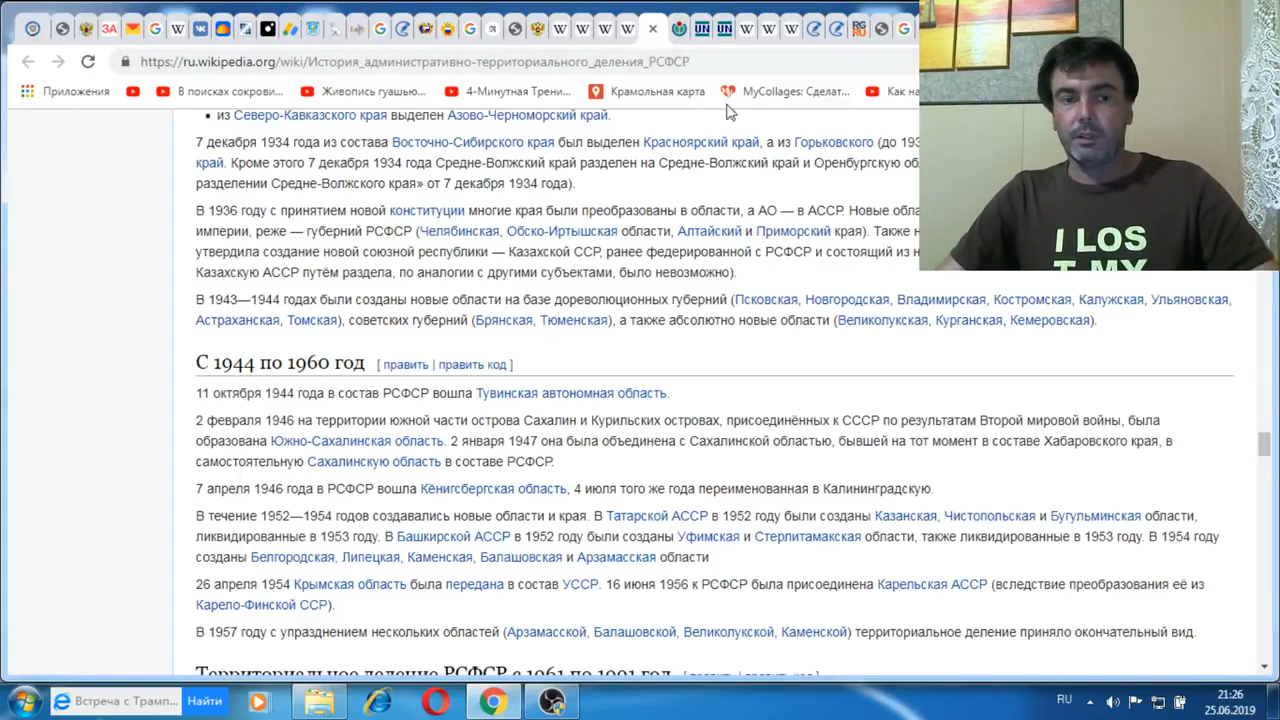 https://ru.wikipedia.org/wiki/История_административно-территориального_деления_РСФСР
Приложения
В поисках сокрови...
Живопись гуашью...
4-Минутная Трени...
Крамольная карта
MyCollages: Сделат...
Как на
• из Северо-Кавказского края выделен Азово-Черноморский край.
7 декабря 1934 года из состава Восточно-Сибирского края был выделен Красноярский край, а из Горьковского (до 193
край. Кроме этого 7 декабря 1934 года Средне-Волжский край разделен на Средне-Волжский край и Оренбургскую об
разделении Средне-Волжского края» от 7 декабря 1934 года).
В 1936 году с принятием новой конституции многие края были преобразованы в области, а АО — в АССР. Новые обла
империи, реже — губерний РСФСР (Челябинская, Обско-Иртышская области, Алтайский и Приморский края). Также н
утвердила создание новой союзной республики — Казахской ССР, ранее федерированной с РСФСР и состоящий из н
Казахскую АССР путём раздела, по аналогии с другими субъектами, было невозможно).
В 1943—1944 годах были созданы новые области на базе дореволюционных губерний (Псковская, Новгородская, Владимирская, Костромская, Калужская, Ульяновская,
Астраханская, Томская), советских губерний (Брянская, Тюменская), а также абсолютно новые области (Великолукская, Курганская, Кемеровская).
С 1944 по 1960 год [ править | править код ]
11 октября 1944 года в состав РСФСР вошла Тувинская автономная область.
2 февраля 1946 на территории южной части острова Сахалин и Курильских островах, присоединённых к СССР по результатам Второй мировой войны, была
образована Южно-Сахалинская область. 2 января 1947 она была объединена с Сахалинской областью, бывшей на тот момент в составе Хабаровского края, в
самостоятельную Сахалинскую область в составе РСФСР.
7 апреля 1946 года в РСФСР вошла Кёнигсбергская область, 4 июля того же года переименованная в Калининградскую.
В течение 1952—1954 годов создавались новые области и края. В Татарской АССР в 1952 году были созданы Казанская, Чистопольская и Бугульминская области,
ликвидированные в 1953 году. В Башкирской АССР в 1952 году были созданы Уфимская и Стерлитамакская области, также ликвидированные в 1953 году. В 1954 году
созданы Белгородская, Липецкая, Каменская, Балашовская и Арзамасская области
26 апреля 1954 Крымская область была передана в состав УССР. 16 июня 1956 к РСФСР была присоединена Карельская АССР (вследствие преобразования её из
Карело-Финской ССР).
В 1957 году с упразднением нескольких областей (Арзамасской, Балашовской, Великолукской, Каменской) территориальное деление приняло окончательный вид.
Территориальное деление РСФСР с 1961 по 1991 год [ править | править код ]
I LOS
T MY
Встреча с Трамп...
Найти
RU
21:26
25.06.2019